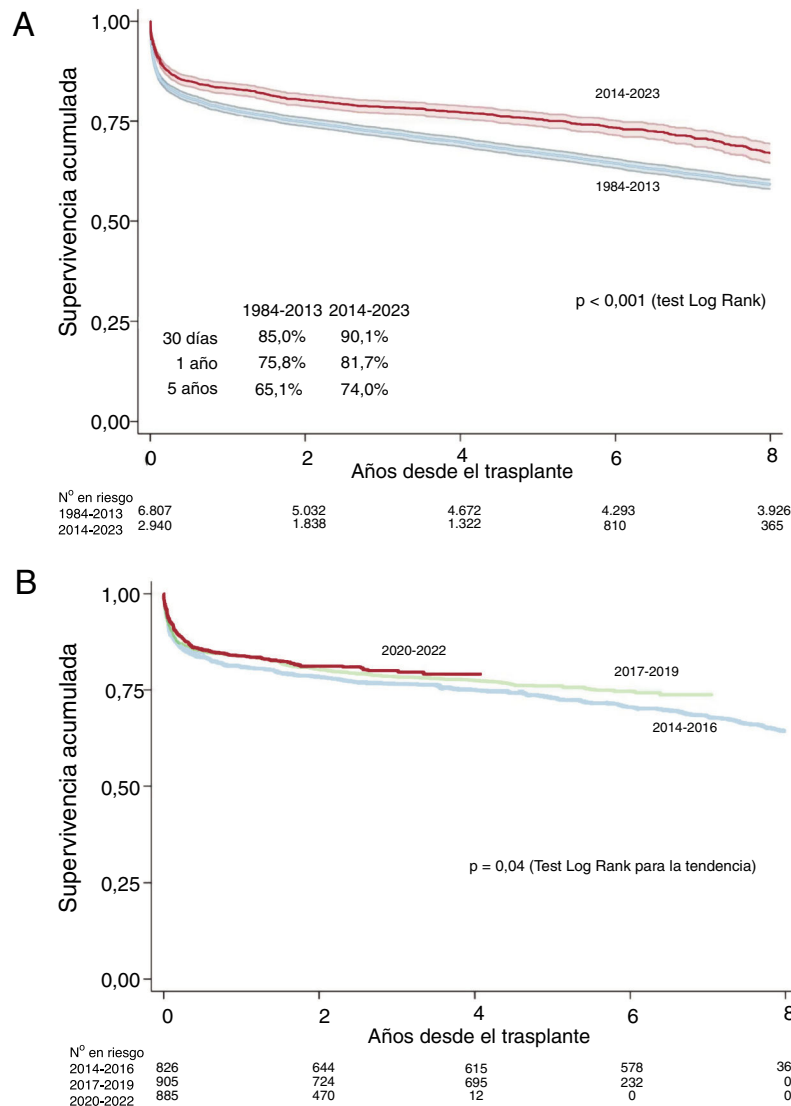 A
Supervivencia acumulada
1,00
0,75
0,50
0,25
0,00
2014-2023
1984-2013
p < 0,001 (test Log Rank)
1984-2013 2014-2023
30 días 85,0% 90,1%
1 año 75,8% 81,7%
5 años 65,1% 74,0%
0 2 4 6 8
Años desde el trasplante
Nº en riesgo
1984-2013 6.807 5.032 4.672 4.293 3.926
2014-2023 2.940 1.838 1.322 810 365
B
Supervivencia acumulada
1,00
0,75
0,50
0,25
0,00
2020-2022
2017-2019
2014-2016
p = 0,04 (Test Log Rank para la tendencia)
0 2 4 6 8
Años desde el trasplante
Nº en riesgo
2014-2016 826 644 615 578 36
2017-2019 905 724 695 232 0
2020-2022 885 470 12 0 0